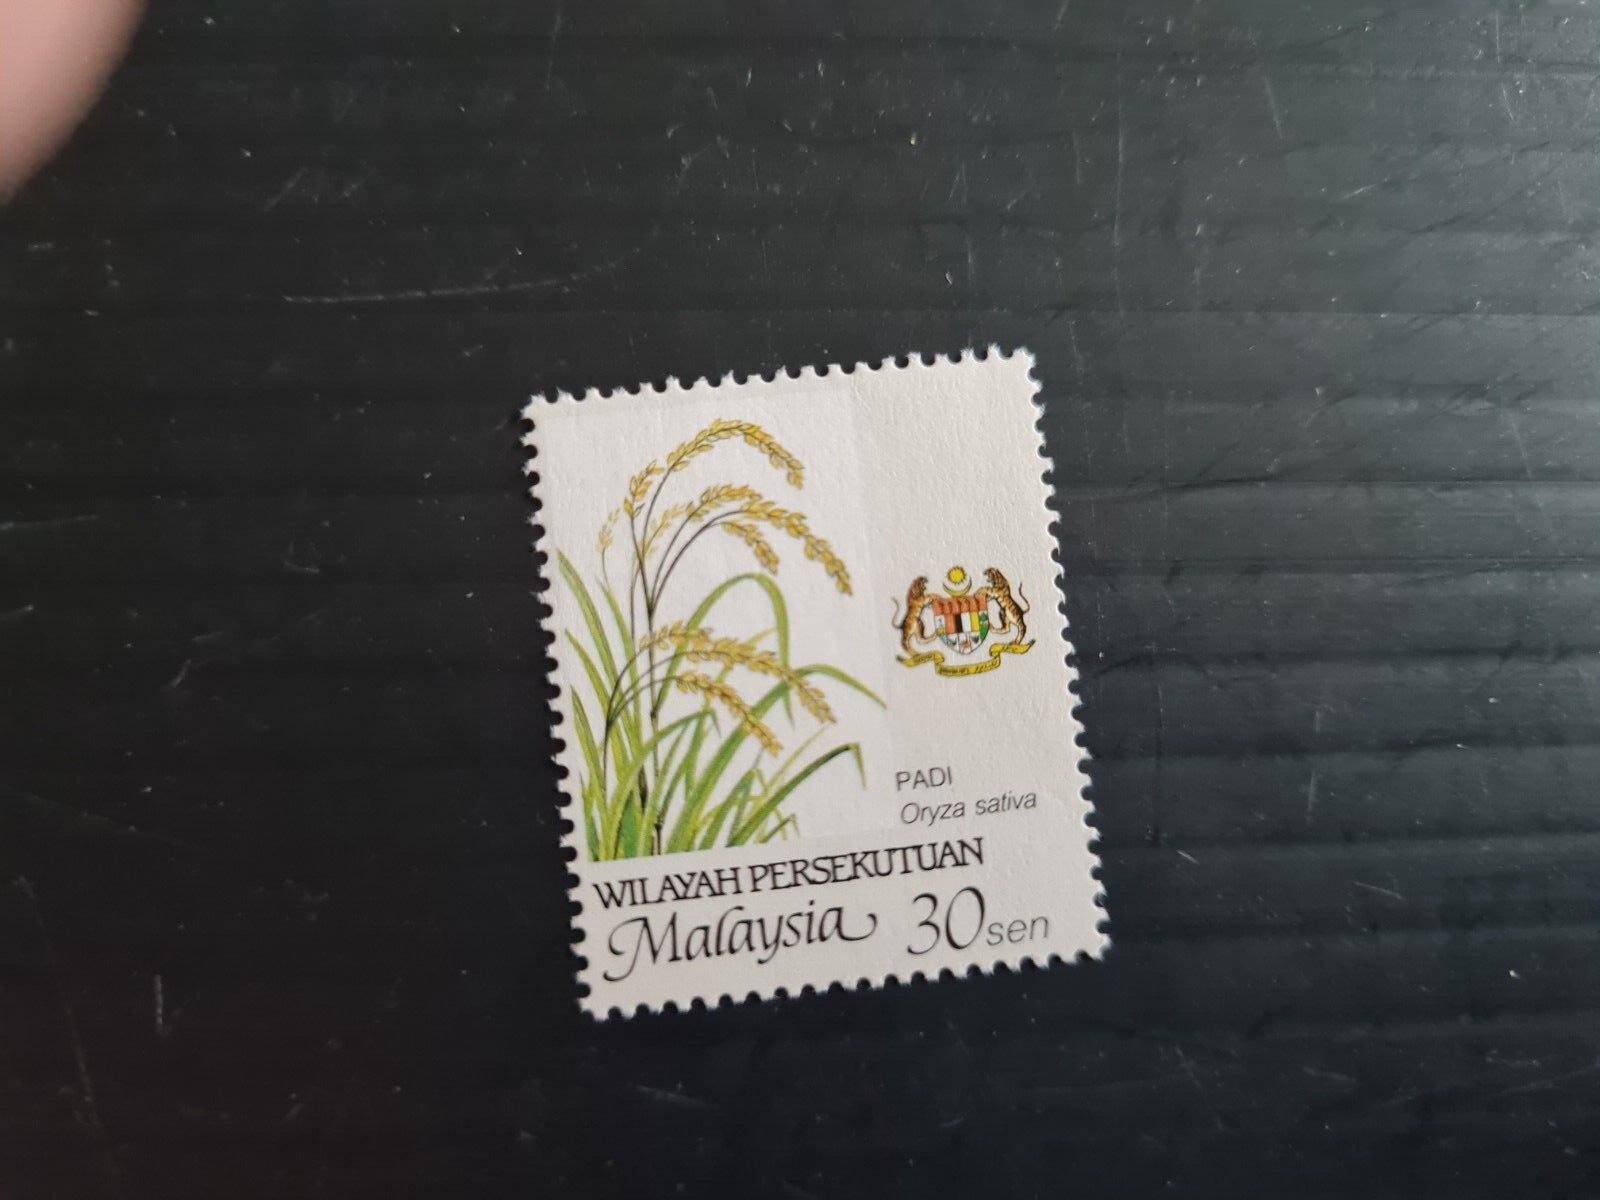 PADI
Oryza sativa
WILAYAH PERSEKUTUAN
Malaysia 30sen